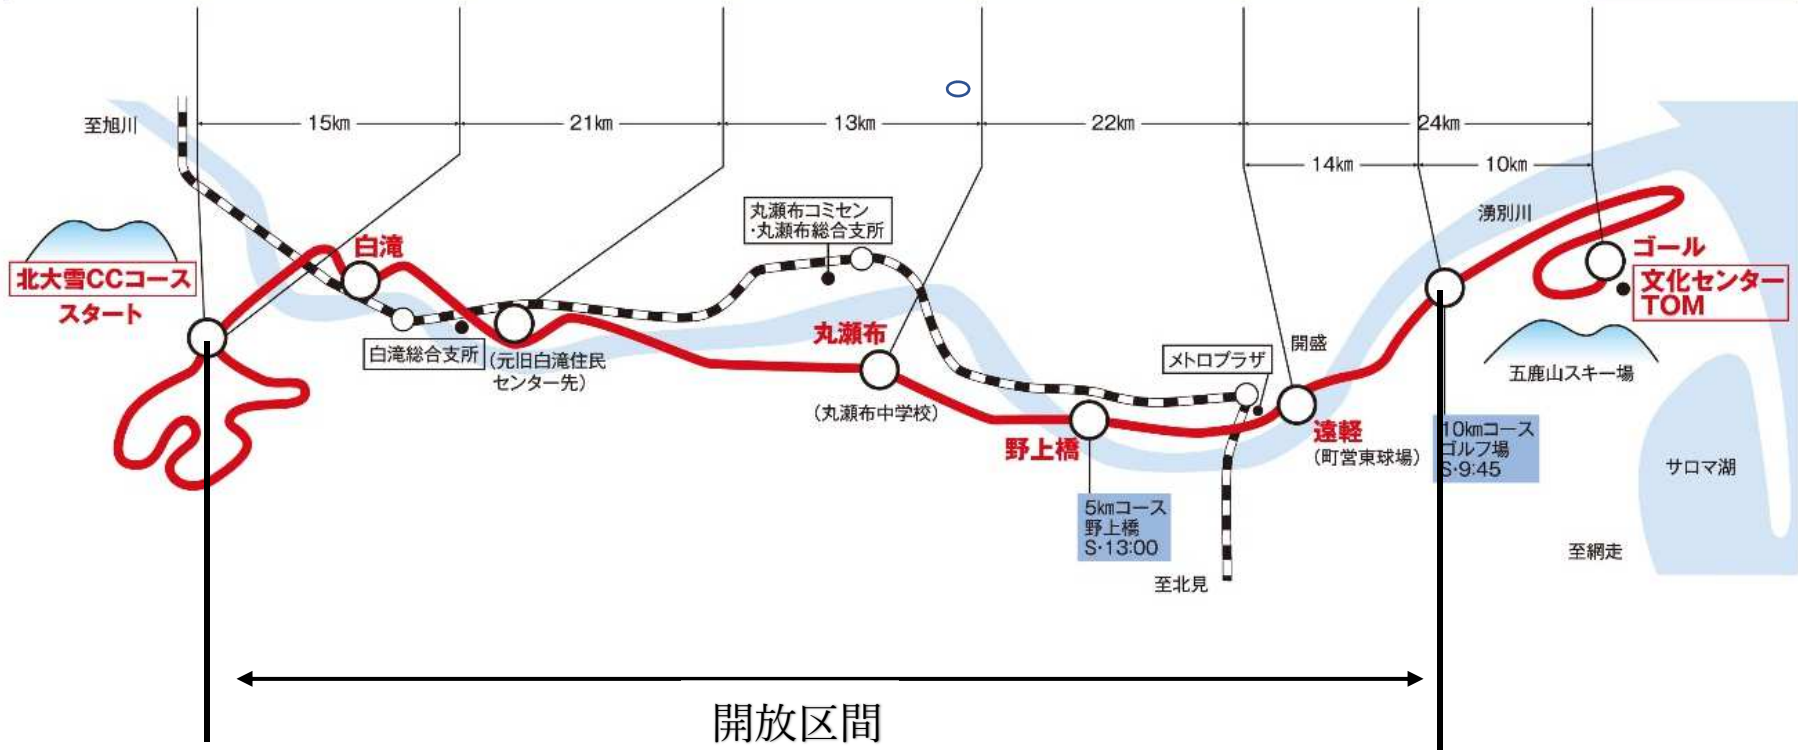 至旭川
15㎞
21㎞
13㎞
22㎞
24㎞
14㎞
10㎞
湧別川
丸瀬布コミセン
・丸瀬布総合支所
白滝
北大雪CCコース
スタート
ゴール
文化センター
TOM
白滝総合支所
(元旧白滝住民
センター先)
丸瀬布
(丸瀬布中学校)
メトロプラザ
開盛
五鹿山スキー場
野上橋
遠軽
(町営東球場)
10㎞コース
ゴルフ場
S・9:45
サロマ湖
5㎞コース
野上橋
S・13:00
至網走
至北見
開放区間